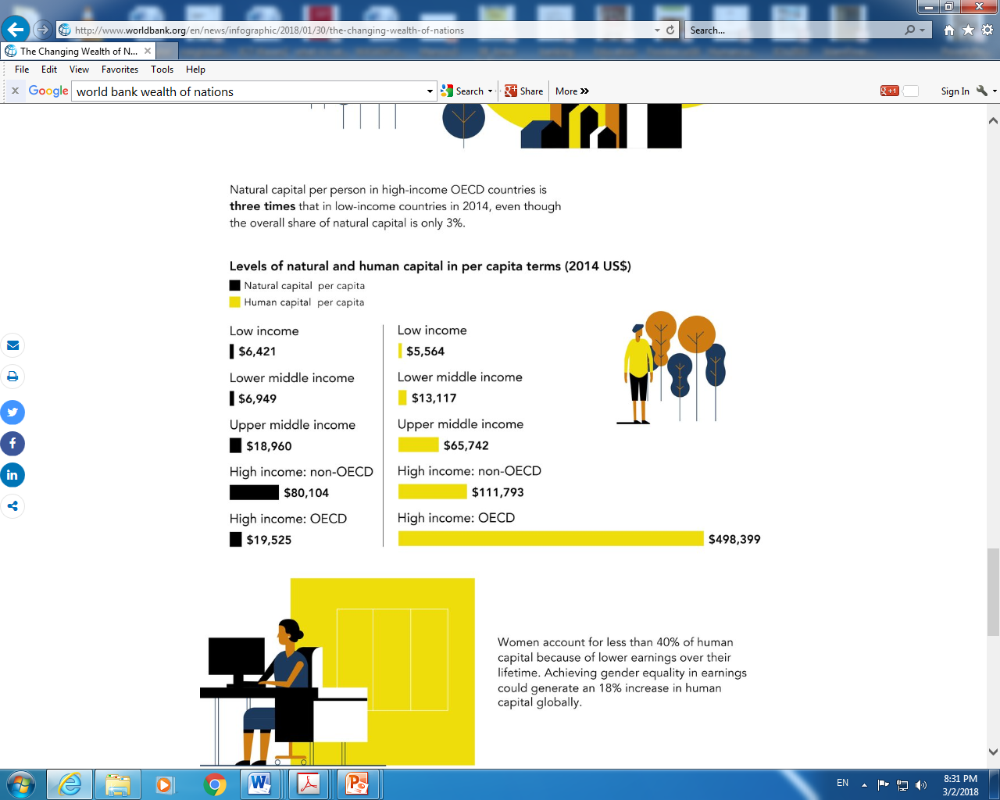 http://www.worldbank.org/en/news/infographic/2018/01/30/the-changing-wealth-of-nations
Search...
The Changing Wealth of N...
File Edit View Favorites Tools Help
x Google world bank wealth of nations Search Share More »
g+1 Sign In
Natural capital per person in high-income OECD countries is
three times that in low-income countries in 2014, even though
the overall share of natural capital is only 3%.
Levels of natural and human capital in per capita terms (2014 US$)
Natural capital per capita
Human capital per capita
Low income
$6,421
Lower middle income
$6,949
Upper middle income
$18,960
High income: non-OECD
$80,104
High income: OECD
$19,525
Low income
$5,564
Lower middle income
$13,117
Upper middle income
$65,742
High income: non-OECD
$111,793
High income: OECD
$498,399
Women account for less than 40% of human
capital because of lower earnings over their
lifetime. Achieving gender equality in earnings
could generate an 18% increase in human
capital globally.
EN
8:31 PM
3/2/2018